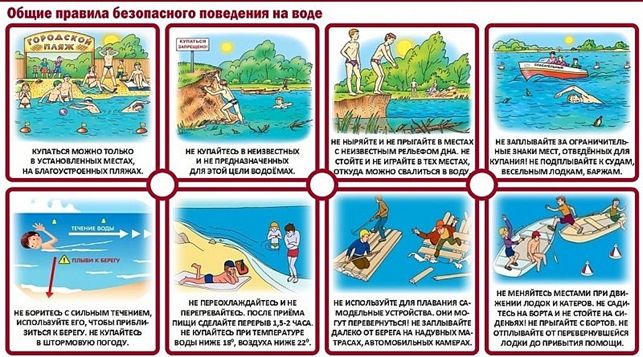 Общие правила безопасного поведения на воде
ГОРОДСКОЙ
ПЛЯЖ
КУПАТЬСЯ МОЖНО ТОЛЬКО
В УСТАНОВЛЕННЫХ МЕСТАХ,
НА БЛАГОУСТРОЕННЫХ ПЛЯЖАХ.
КУПАТЬСЯ
ЗАПРЕЩЕНО!
НЕ КУПАЙТЕСЬ В НЕИЗВЕСТНЫХ
И НЕ ПРЕДНАЗНАЧЕННЫХ
ДЛЯ ЭТОЙ ЦЕЛИ ВОДОЁМАХ.
НЕ НЫРЯЙТЕ И НЕ ПРЫГАЙТЕ В МЕСТАХ
С НЕИЗВЕСТНЫМ РЕЛЬЕФОМ ДНА. НЕ
СТОЙТЕ И НЕ ИГРАЙТЕ В ТЕХ МЕСТАХ,
ОТКУДА МОЖНО СВАЛИТЬСЯ В ВОДУ
НЕ ЗАПЛЫВАЙТЕ ЗА ОГРАНИЧИТЕЛЬ-
НЫЕ ЗНАКИ МЕСТ, ОТВЕДЁННЫХ ДЛЯ
КУПАНИЯ! НЕ ПОДПЛЫВАЙТЕ К СУДАМ,
ВЕСЕЛЬНЫМ ЛОДКАМ, БАРЖАМ.
ТЕЧЕНИЕ ВОДЫ
ПЛЫВИ К БЕРЕГУ
НЕ БОРИТЕСЬ С СИЛЬНЫМ ТЕЧЕНИЕМ,
ИСПОЛЬЗУЙТЕ ЕГО, ЧТОБЫ ПРИБЛИ-
ЗИТЬСЯ К БЕРЕГУ. НЕ КУПАЙТЕСЬ
В ШТОРМОВУЮ ПОГОДУ.
НЕ ПЕРЕОХЛАЖДАЙТЕСЬ И НЕ
ПЕРЕГРЕВАЙТЕСЬ. ПОСЛЕ ПРИЁМА
ПИЩИ СДЕЛАЙТЕ ПЕРЕРЫВ 1,5-2 ЧАСА.
НЕ КУПАЙТЕСЬ ПРИ ТЕМПЕРАТУРЕ
ВОДЫ НИЖЕ 18⁰, ВОЗДУХА НИЖЕ 22⁰.
НЕ ИСПОЛЬЗУЙТЕ ДЛЯ ПЛАВАНИЯ СА-
МОДЕЛЬНЫЕ УСТРОЙСТВА. ОНИ МО-
ГУТ ПЕРЕВЕРНУТЬСЯ! НЕ ЗАПЛЫВАЙТЕ
ДАЛЕКО ОТ БЕРЕГА НА НАДУВНЫХ МА-
ТРАСАХ, АВТОМОБИЛЬНЫХ КАМЕРАХ.
НЕ МЕНЯЙТЕСЬ МЕСТАМИ ПРИ ДВИ-
ЖЕНИИ ЛОДОК И КАТЕРОВ. НЕ САДИ-
ТЕСЬ НА БОРТА И НЕ СТОЙТЕ НА СИ-
ДЕНЬЯХ! НЕ ПРЫГАЙТЕ С БОРТОВ. НЕ
ОТПЛЫВАЙТЕ ОТ ПЕРЕВЕРНУВШЕЙСЯ
ЛОДКИ ДО ПРИБЫТИЯ ПОМОЩИ.